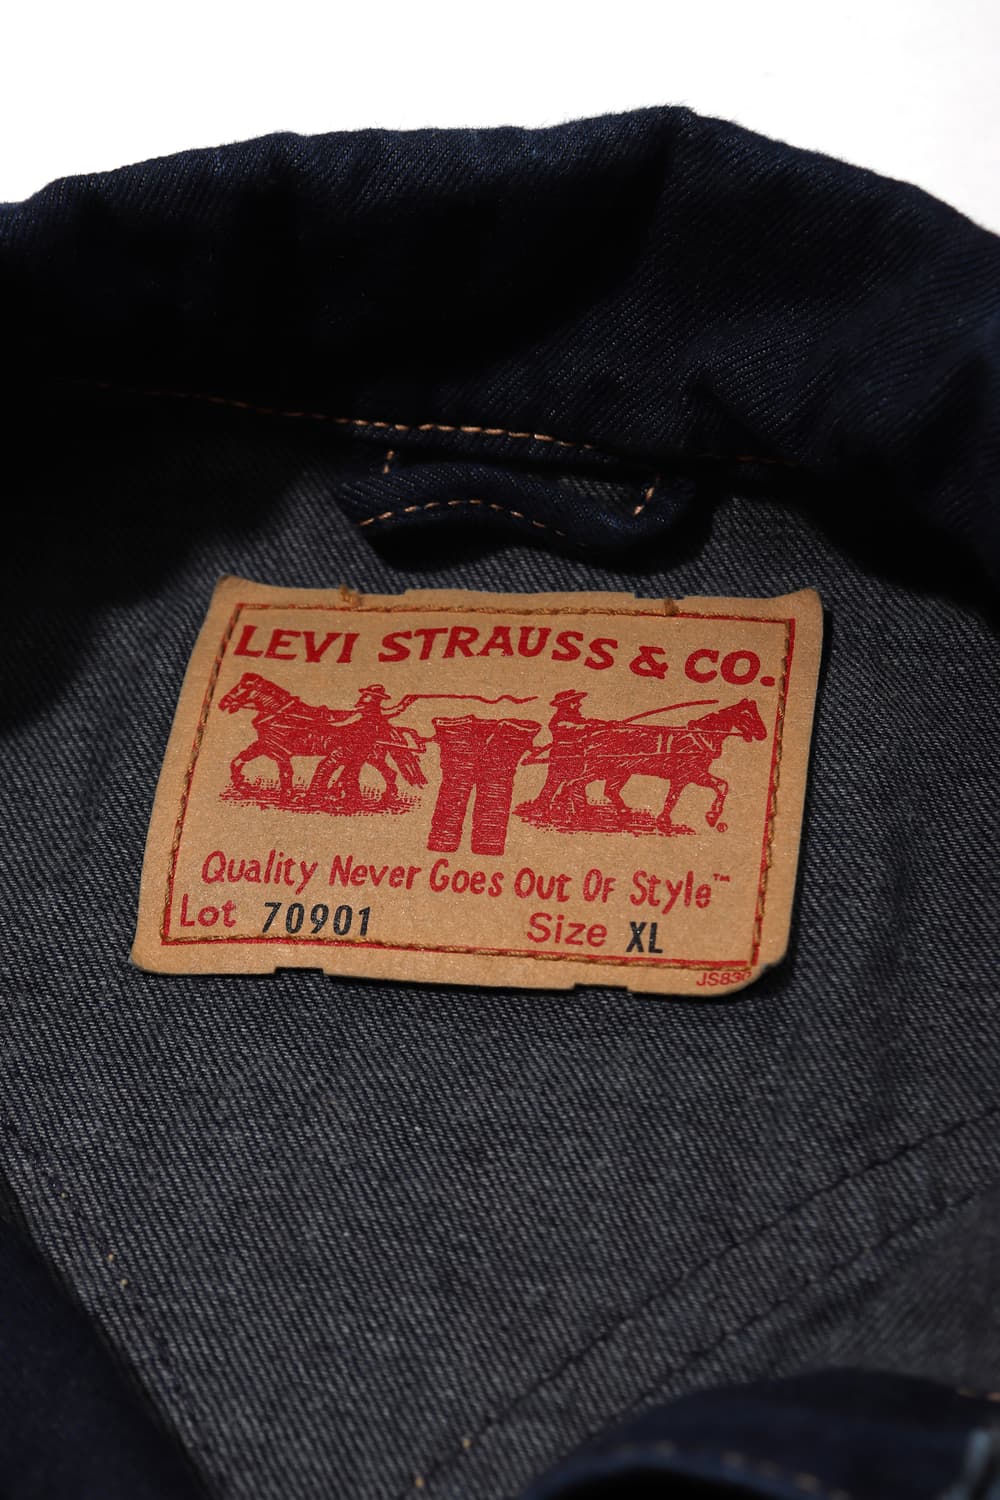 LEVI STRAUSS & CO.
®
Quality Never Goes Out Of Style™
Lot 70901 Size XL